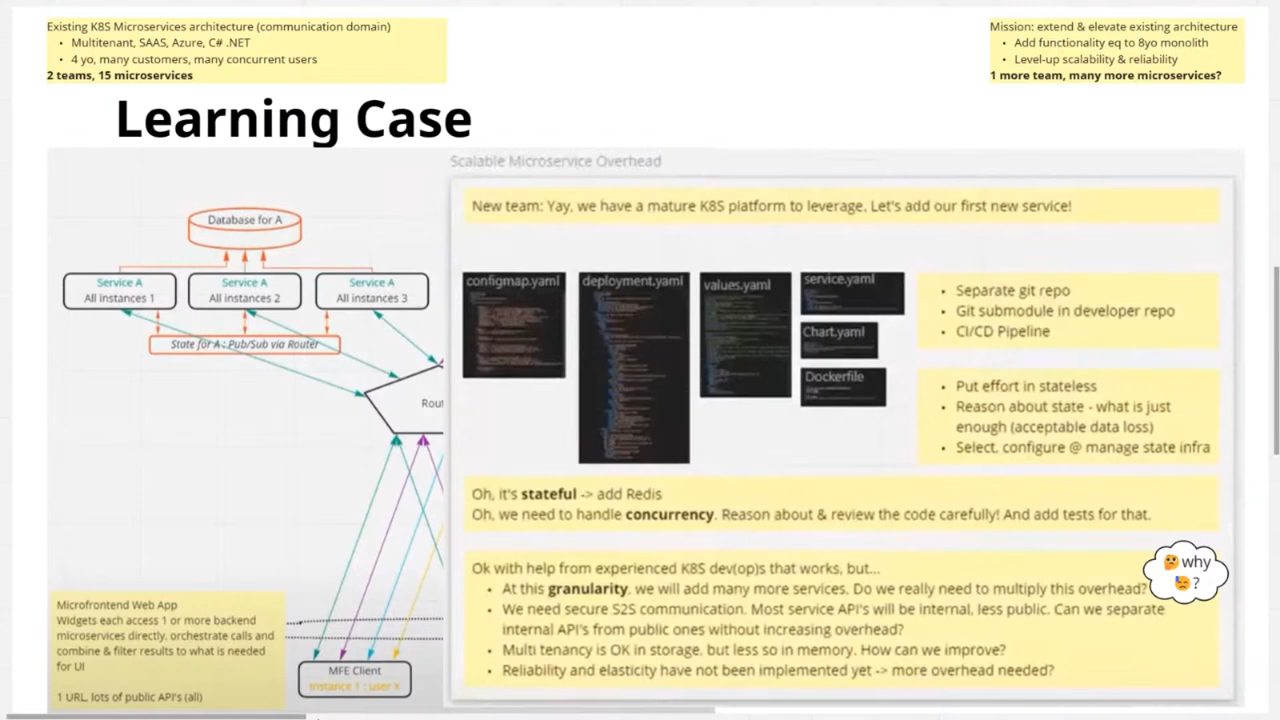 Existing K8S Microservices architecture (communication domain)
• Multitenant, SAAS, Azure, C# .NET
• 4 yo, many customers, many concurrent users
2 teams, 15 microservices
Mission: extend & elevate existing architecture
• Add functionality eq to 8yo monolith
• Level-up scalability & reliability
1 more team, many more microservices?
Learning Case
Database for A
Service A
All instances 1
Service A
All instances 2
Service A
All instances 3
State for A : Pub/Sub via Router
Rout
Microfrontend Web App
Widgets each access 1 or more backend
microservices directly, orchestrate calls and
combine & filter results to what is needed
for UI
1 URL, lots of public API's (all)
MFE Client
Instance 1 : user X
Scalable Microservice Overhead
New team: Yay, we have a mature K8S platform to leverage. Let's add our first new service!
configmap.yaml
deployment.yaml
values.yaml
service.yaml
Chart.yaml
Dockerfile
• Separate git repo
• Git submodule in developer repo
• CI/CD Pipeline
• Put effort in stateless
• Reason about state - what is just
enough (acceptable data loss)
• Select, configure @ manage state infra
Oh, it's stateful -> add Redis
Oh, we need to handle concurrency. Reason about & review the code carefully! And add tests for that.
Ok with help from experienced K8S dev(op)s that works, but...
• At this granularity, we will add many more services. Do we really need to multiply this overhead?
• We need secure S2S communication. Most service API's will be internal, less public. Can we separate
internal API's from public ones without increasing overhead?
• Multi tenancy is OK in storage, but less so in memory. How can we improve?
• Reliability and elasticity have not been implemented yet -> more overhead needed?
🤔 why
😓 ?